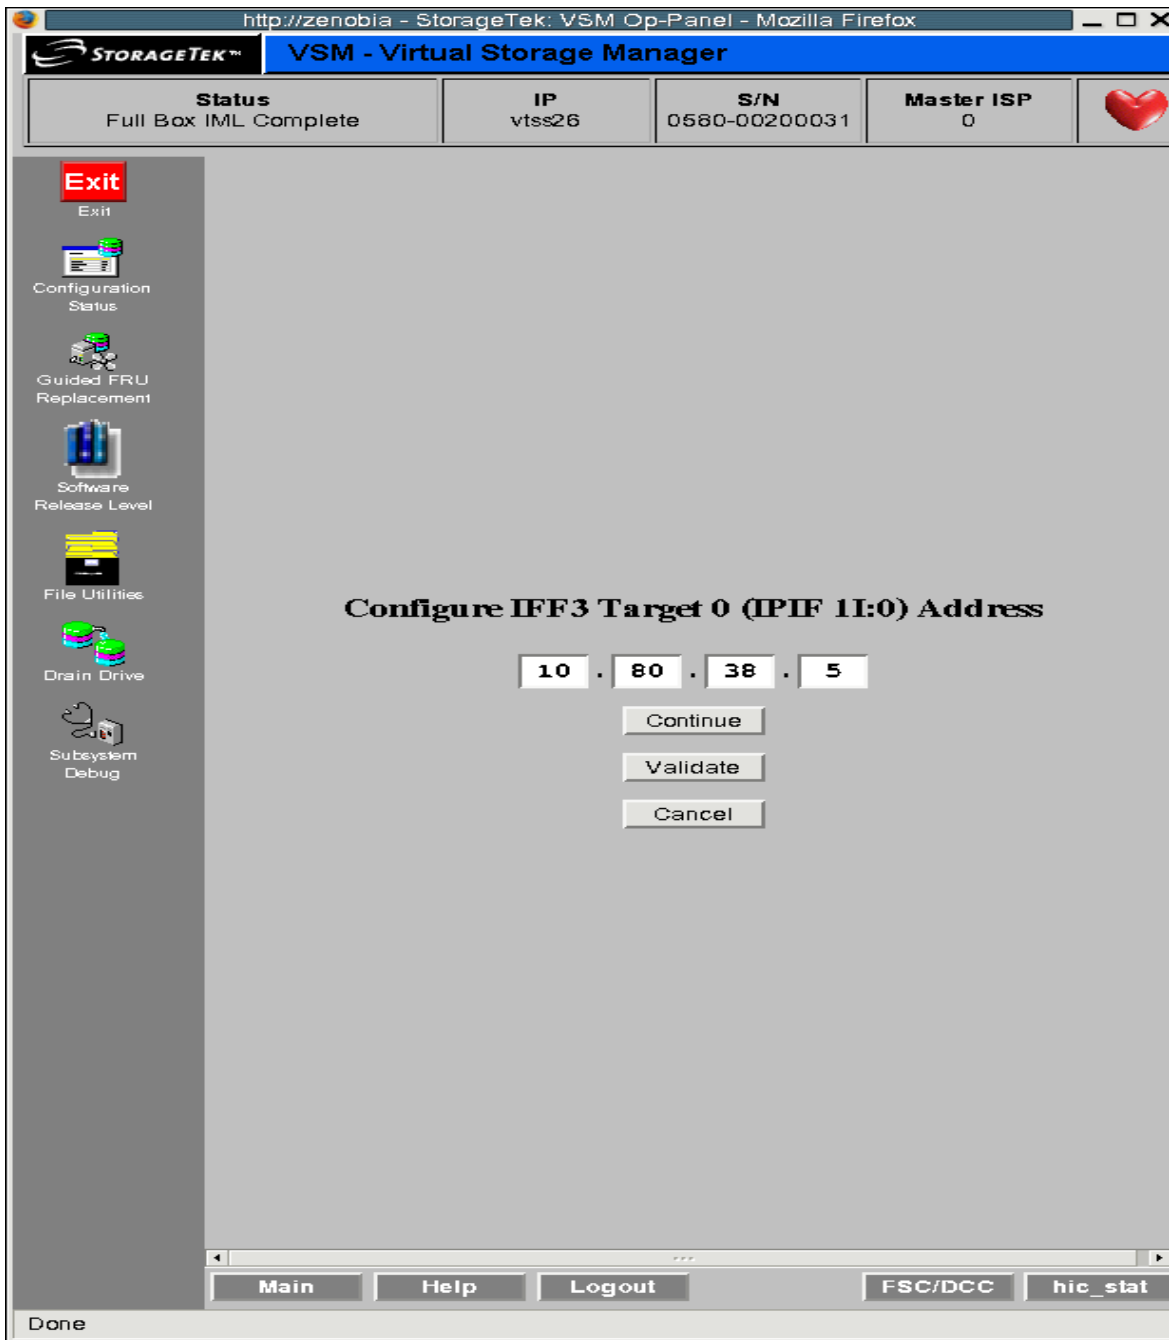 http://zenobia - StorageTek: VSM Op-Panel - Mozilla Firefox
STORAGETEK™ VSM - Virtual Storage Manager
Status IP S/N Master ISP
Full Box IML Complete vtss26 0580-00200031 0
Exit
Exit
Configuration
Status
Guided FRU
Replacement
Software
Release Level
File Utilities
Drain Drive
Subsystem
Debug
Configure IFF3 Target 0 (IPIF 1I:0) Address
10 . 80 . 38 . 5
Continue
Validate
Cancel
Main Help Logout FSC/DCC hic_stat
Done